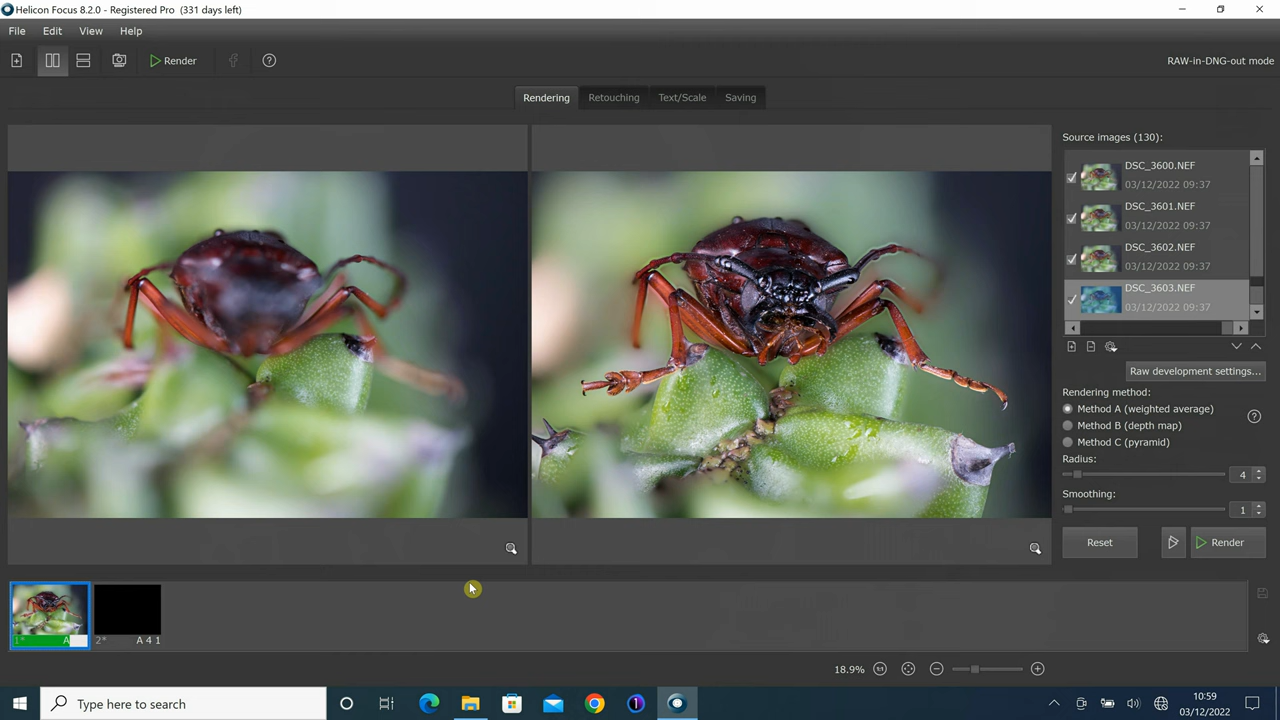 Helicon Focus 8.2.0 - Registered Pro (331 days left)
File Edit View Help
Render
RAW-in-DNG-out mode
Rendering Retouching Text/Scale Saving
Source images (130):
DSC_3600.NEF
03/12/2022 09:37
DSC_3601.NEF
03/12/2022 09:37
DSC_3602.NEF
03/12/2022 09:37
DSC_3603.NEF
03/12/2022 09:37
Raw development settings...
Rendering method:
Method A (weighted average)
Method B (depth map)
Method C (pyramid)
Radius:
4
Smoothing:
1
Reset Render
1* A
2* A 4 1
18.9%
Type here to search
10:59
03/12/2022